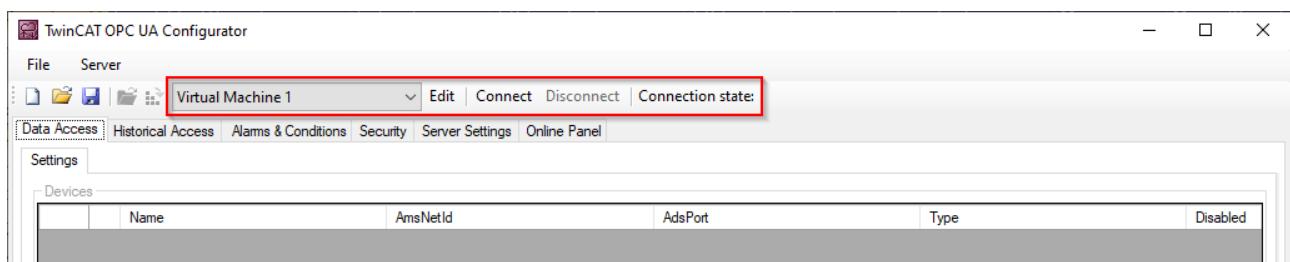 TwinCAT OPC UA Configurator
File Server
Virtual Machine 1 Edit Connect Disconnect Connection state:
Data Access Historical Access Alarms & Conditions Security Server Settings Online Panel
Settings
Devices
Name AmsNetId AdsPort Type Disabled